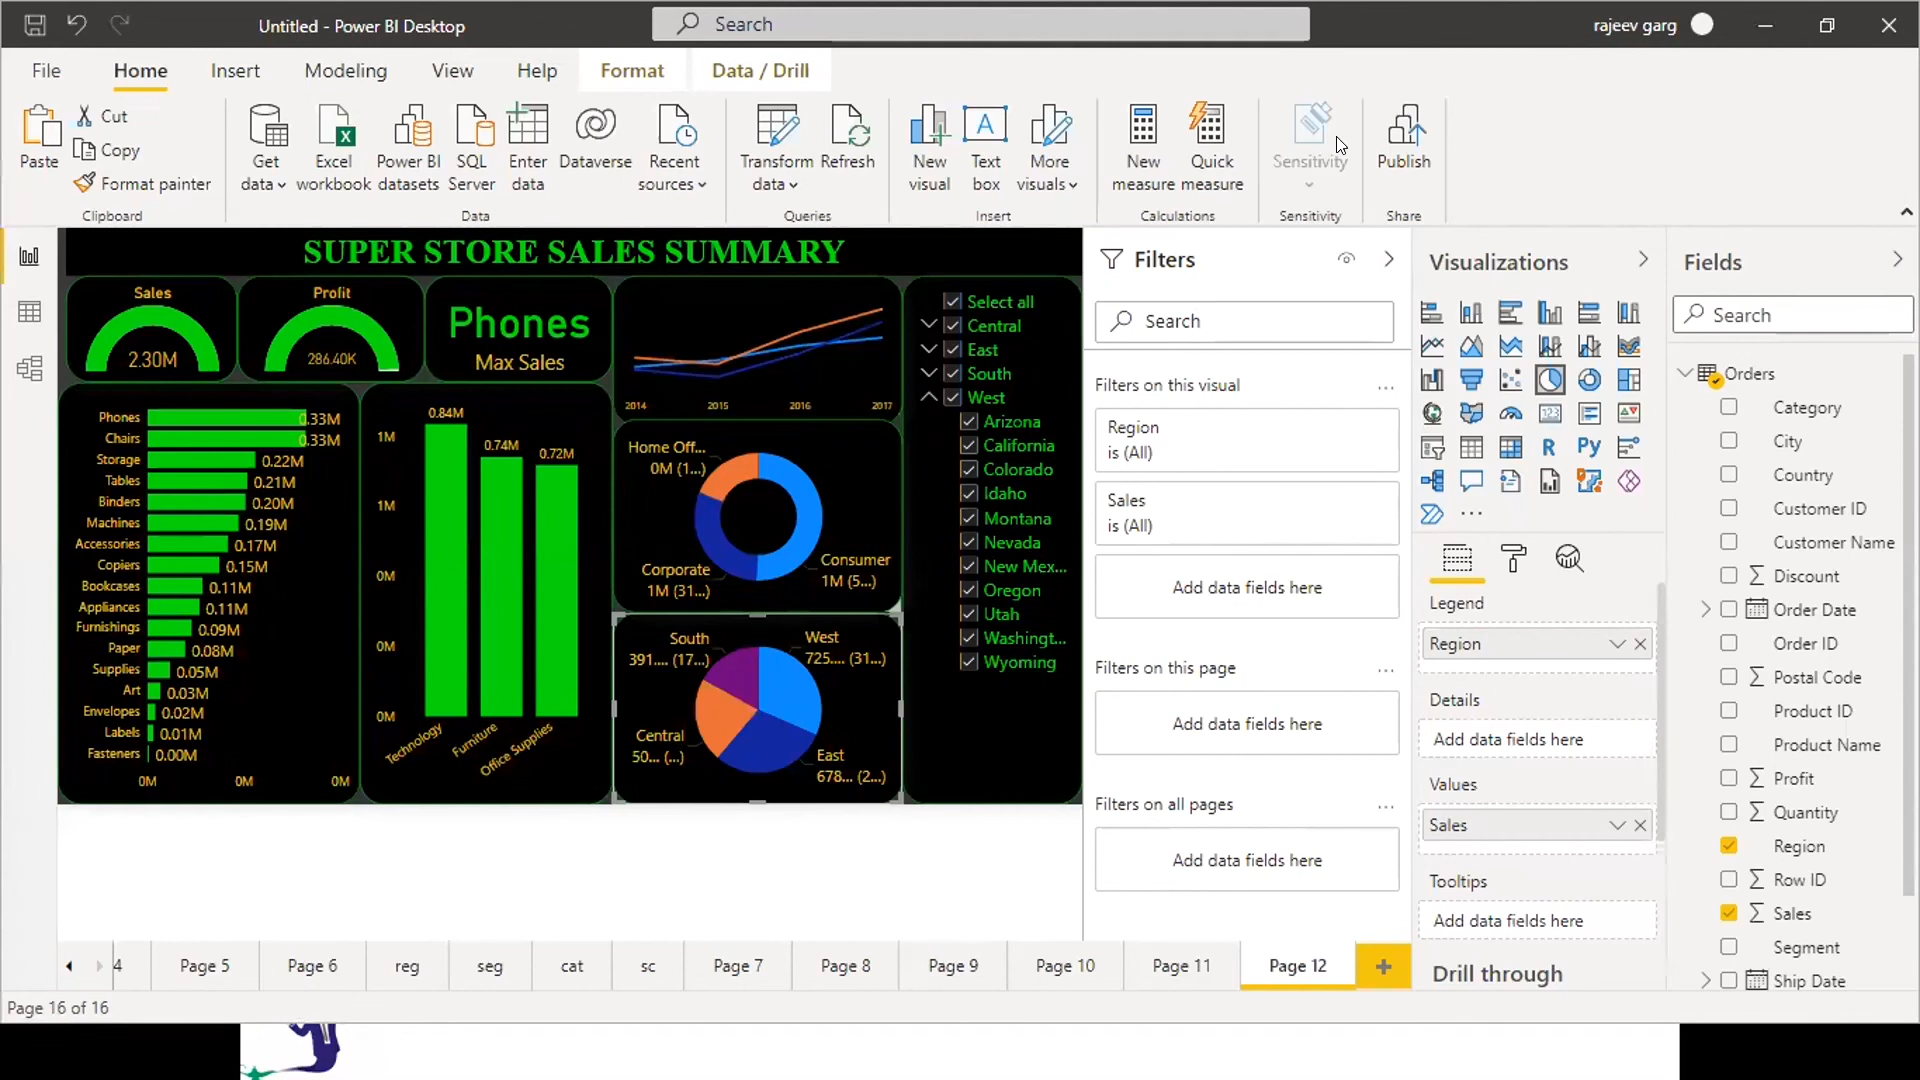 Untitled - Power BI Desktop
Search
rajeev garg
File
Home
Insert
Modeling
View
Help
Format
Data / Drill
Paste
Cut
Copy
Format painter
Clipboard
Get data
Excel workbook
Power BI datasets
SQL Server
Enter data
Dataverse
Recent sources
Data
Transform data
Refresh
Queries
New visual
Text box
More visuals
Insert
New measure
Quick measure
Calculations
Sensitivity
Sensitivity
Publish
Share
SUPER STORE SALES SUMMARY
Sales
2.30M
Profit
286.40K
Phones
Max Sales
2014
2015
2016
2017
Phones 0.33M
Chairs 0.33M
Storage 0.22M
Tables 0.21M
Binders 0.20M
Machines 0.19M
Accessories 0.17M
Copiers 0.15M
Bookcases 0.11M
Appliances 0.11M
Furnishings 0.09M
Paper 0.08M
Supplies 0.05M
Art 0.03M
Envelopes 0.02M
Labels 0.01M
Fasteners 0.00M
0M
0M
0M
1M
1M
0M
0M
0M
0.84M
0.74M
0.72M
Technology
Furniture
Office Supplies
Home Off...
0M (1...)
Corporate
1M (31...)
Consumer
1M (5...)
South
391.... (17...)
West
725.... (31...)
Central
50... (...)
East
678... (2...)
Select all
Central
East
South
West
Arizona
California
Colorado
Idaho
Montana
Nevada
New Mex...
Oregon
Utah
Washingt...
Wyoming
Filters
Search
Filters on this visual
...
Region
is (All)
Sales
is (All)
Add data fields here
Filters on this page
...
Add data fields here
Filters on all pages
...
Add data fields here
Visualizations
R
Py
...
Legend
Region
Details
Add data fields here
Values
Sales
Tooltips
Add data fields here
Drill through
Fields
Search
Orders
Category
City
Country
Customer ID
Customer Name
Σ Discount
Order Date
Order ID
Σ Postal Code
Product ID
Product Name
Σ Profit
Σ Quantity
Region
Σ Row ID
Σ Sales
Segment
Ship Date
4
Page 5
Page 6
reg
seg
cat
sc
Page 7
Page 8
Page 9
Page 10
Page 11
Page 12
Page 16 of 16